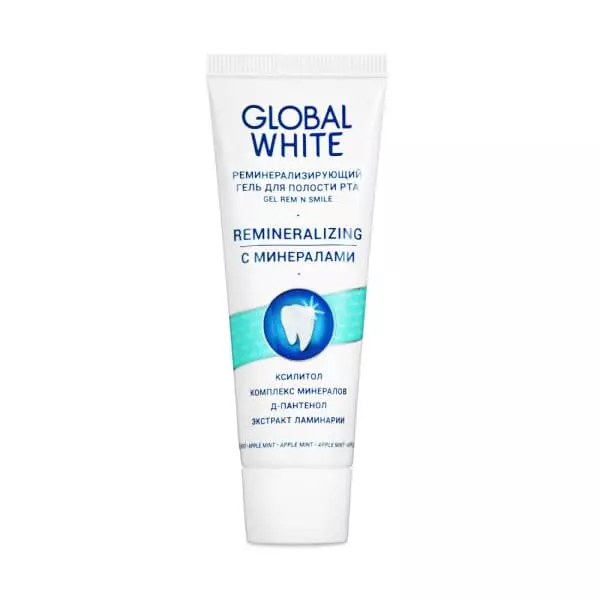 GLOBAL
WHITE
РЕМИНЕРАЛИЗИРУЮЩИЙ
ГЕЛЬ ДЛЯ ПОЛОСТИ РТА
GEL REM N SMILE
REMINERALIZING
С МИНЕРАЛАМИ
КСИЛИТОЛ
КОМПЛЕКС МИНЕРАЛОВ
Д-ПАНТЕНОЛ
ЭКСТРАКТ ЛАМИНАРИИ
APPLE MINT • APPLE MINT • APPLE MINT